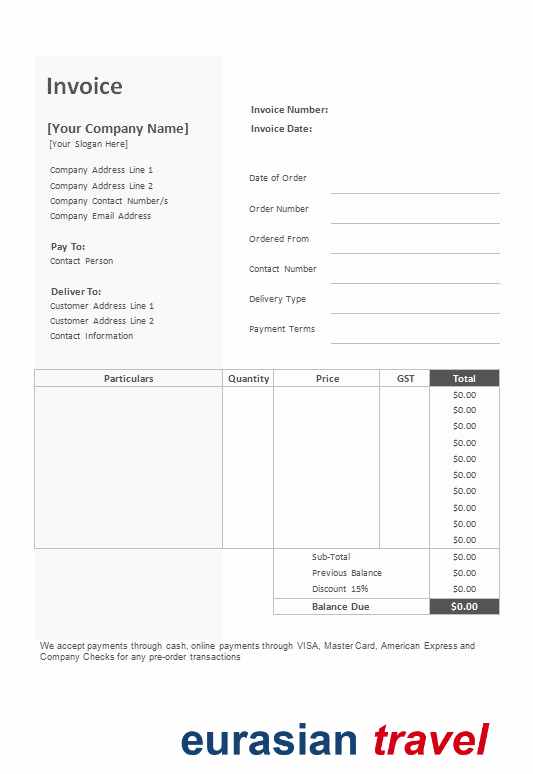 Invoice
Invoice Number:
[Your Company Name]
Invoice Date:
[Your Slogan Here]
Company Address Line 1
Date of Order
Company Address Line 2
Company Contact Number/s
Order Number
Company Email Address
Ordered From
Pay To:
Contact Person
Contact Number
Deliver To:
Delivery Type
Customer Address Line 1
Customer Address Line 2
Payment Terms
Contact Information
Particulars Quantity Price GST Total
$0.00
$0.00
$0.00
$0.00
$0.00
$0.00
$0.00
$0.00
$0.00
$0.00
Sub-Total $0.00
Previous Balance $0.00
Discount 15% $0.00
Balance Due $0.00
We accept payments through cash, online payments through VISA, Master Card, American Express and
Company Checks for any pre-order transactions
eurasian travel